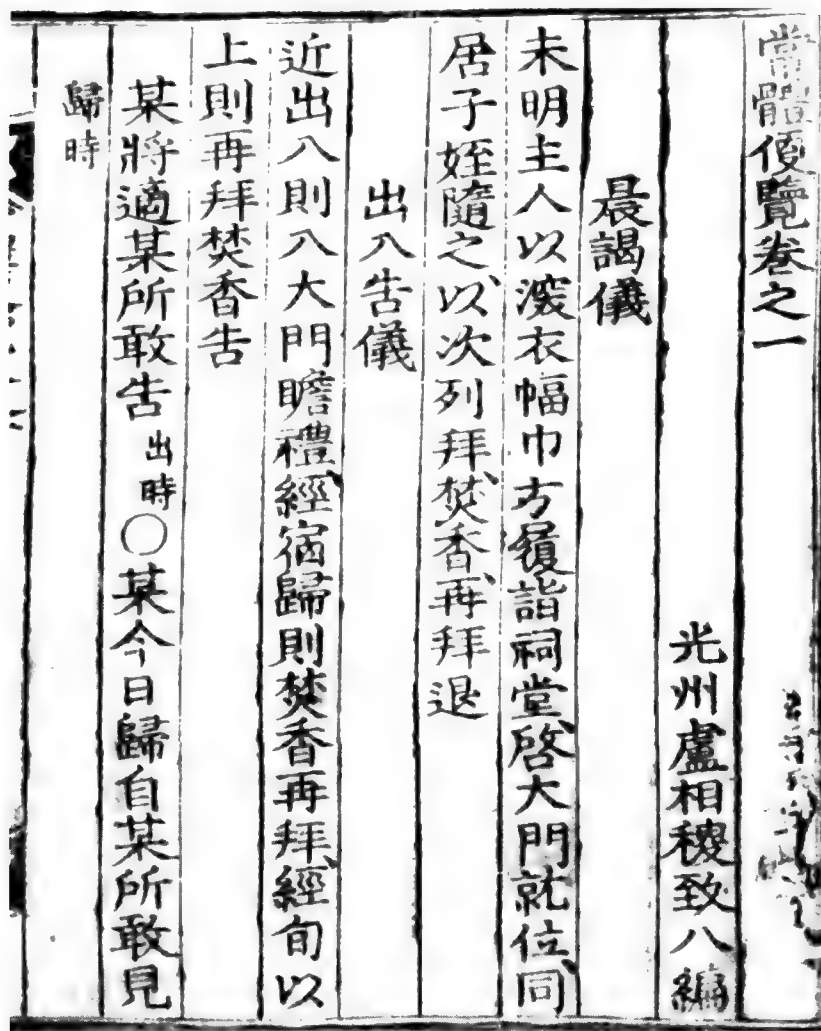 常體便覽卷之一
光州盧相稷致八編
晨謁儀
未明主人以深衣幅巾方履詣祠堂啓大門就位同
居子姪隨之以次列拜焚香再拜退
出入告儀
近出入則入大門瞻禮經宿歸則焚香再拜經旬以
上則再拜焚香告
某將適某所敢告出時○某今日歸自某所敢見
歸時